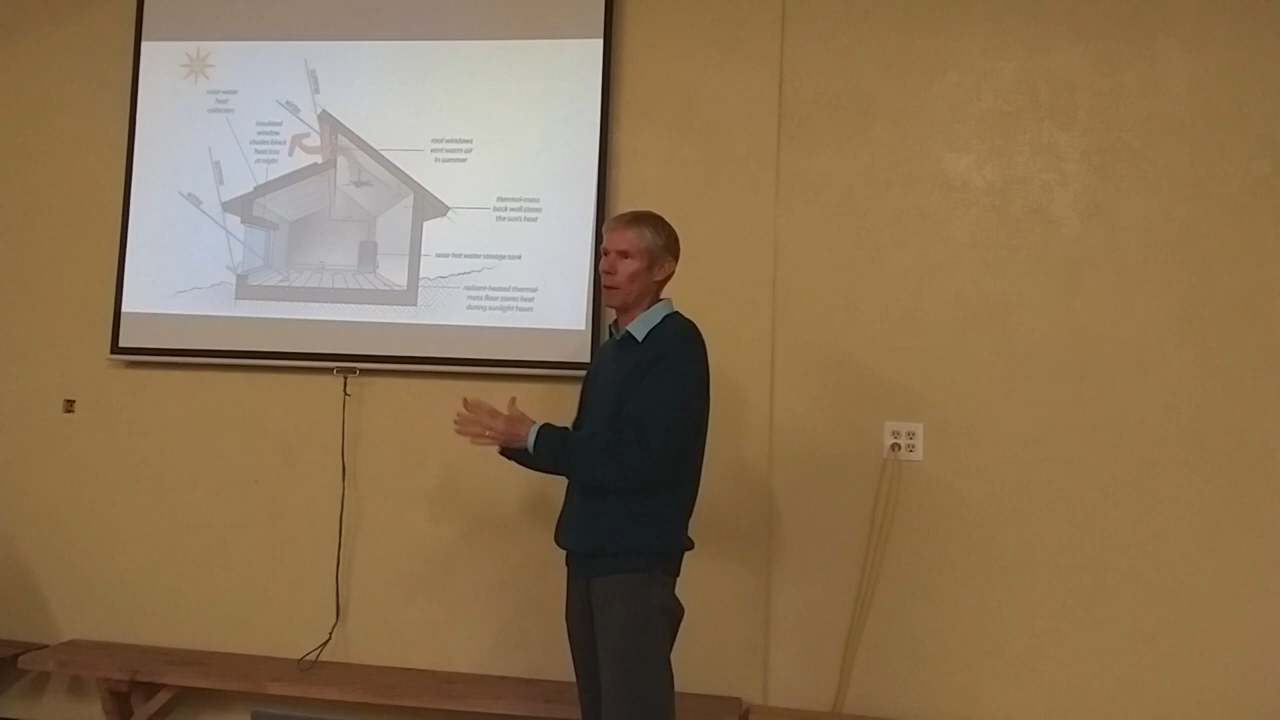 solar water
heat
collectors
insulated
window
shades block
heat loss
at night
roof windows
vent warm air
in summer
thermal-mass
back wall stores
the sun's heat
solar hot water storage tank
radiant-heated thermal-
mass floor stores heat
during sunlight hours